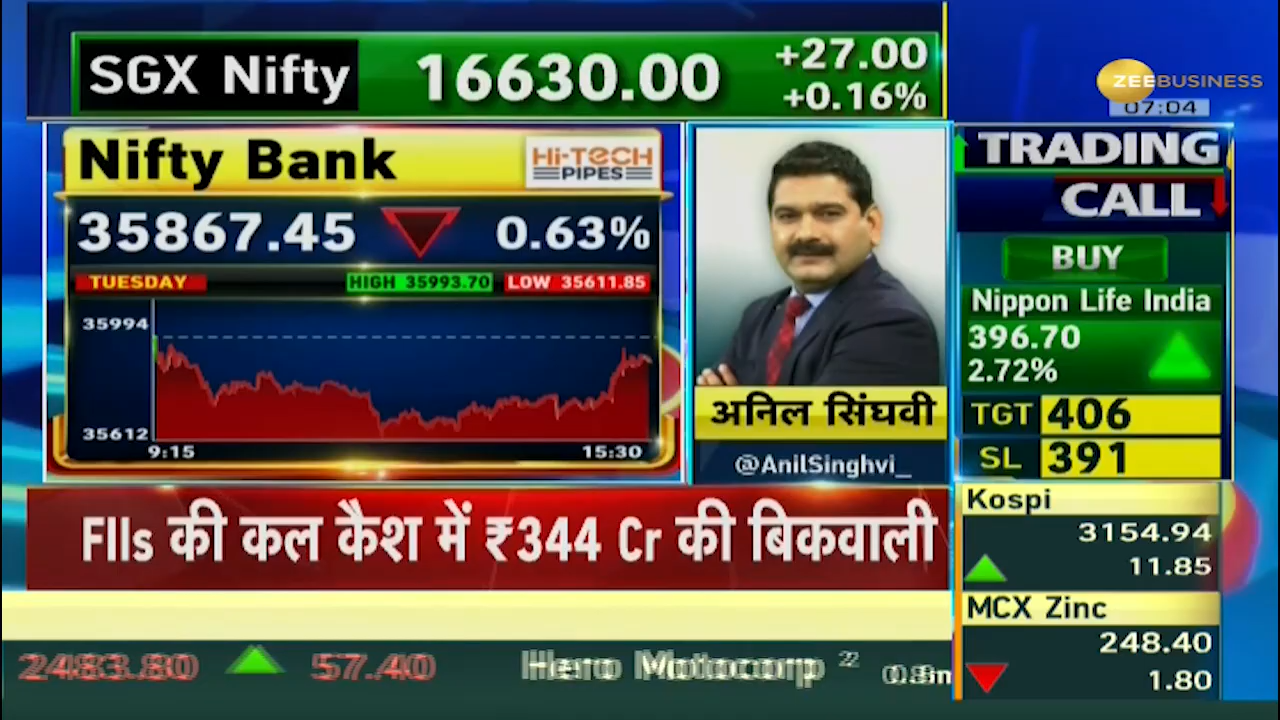 SGX Nifty 16630.00 +27.00
+0.16%
ZEEBUSINESS
07:04
Nifty Bank
HI-TECH
PIPES
35867.45 0.63%
TUESDAY HIGH 35993.70 LOW 35611.85
35994
35612
9:15 15:30
अनिल सिंघवी
@AnilSinghvi_
TRADING
CALL
BUY
Nippon Life India
396.70
2.72%
TGT 406
SL 391
FIIs की कल कैश में ₹344 Cr की बिकवाली
Kospi
3154.94
11.85
MCX Zinc
248.40
1.80
2483.80 57.40 Hero Motocorp